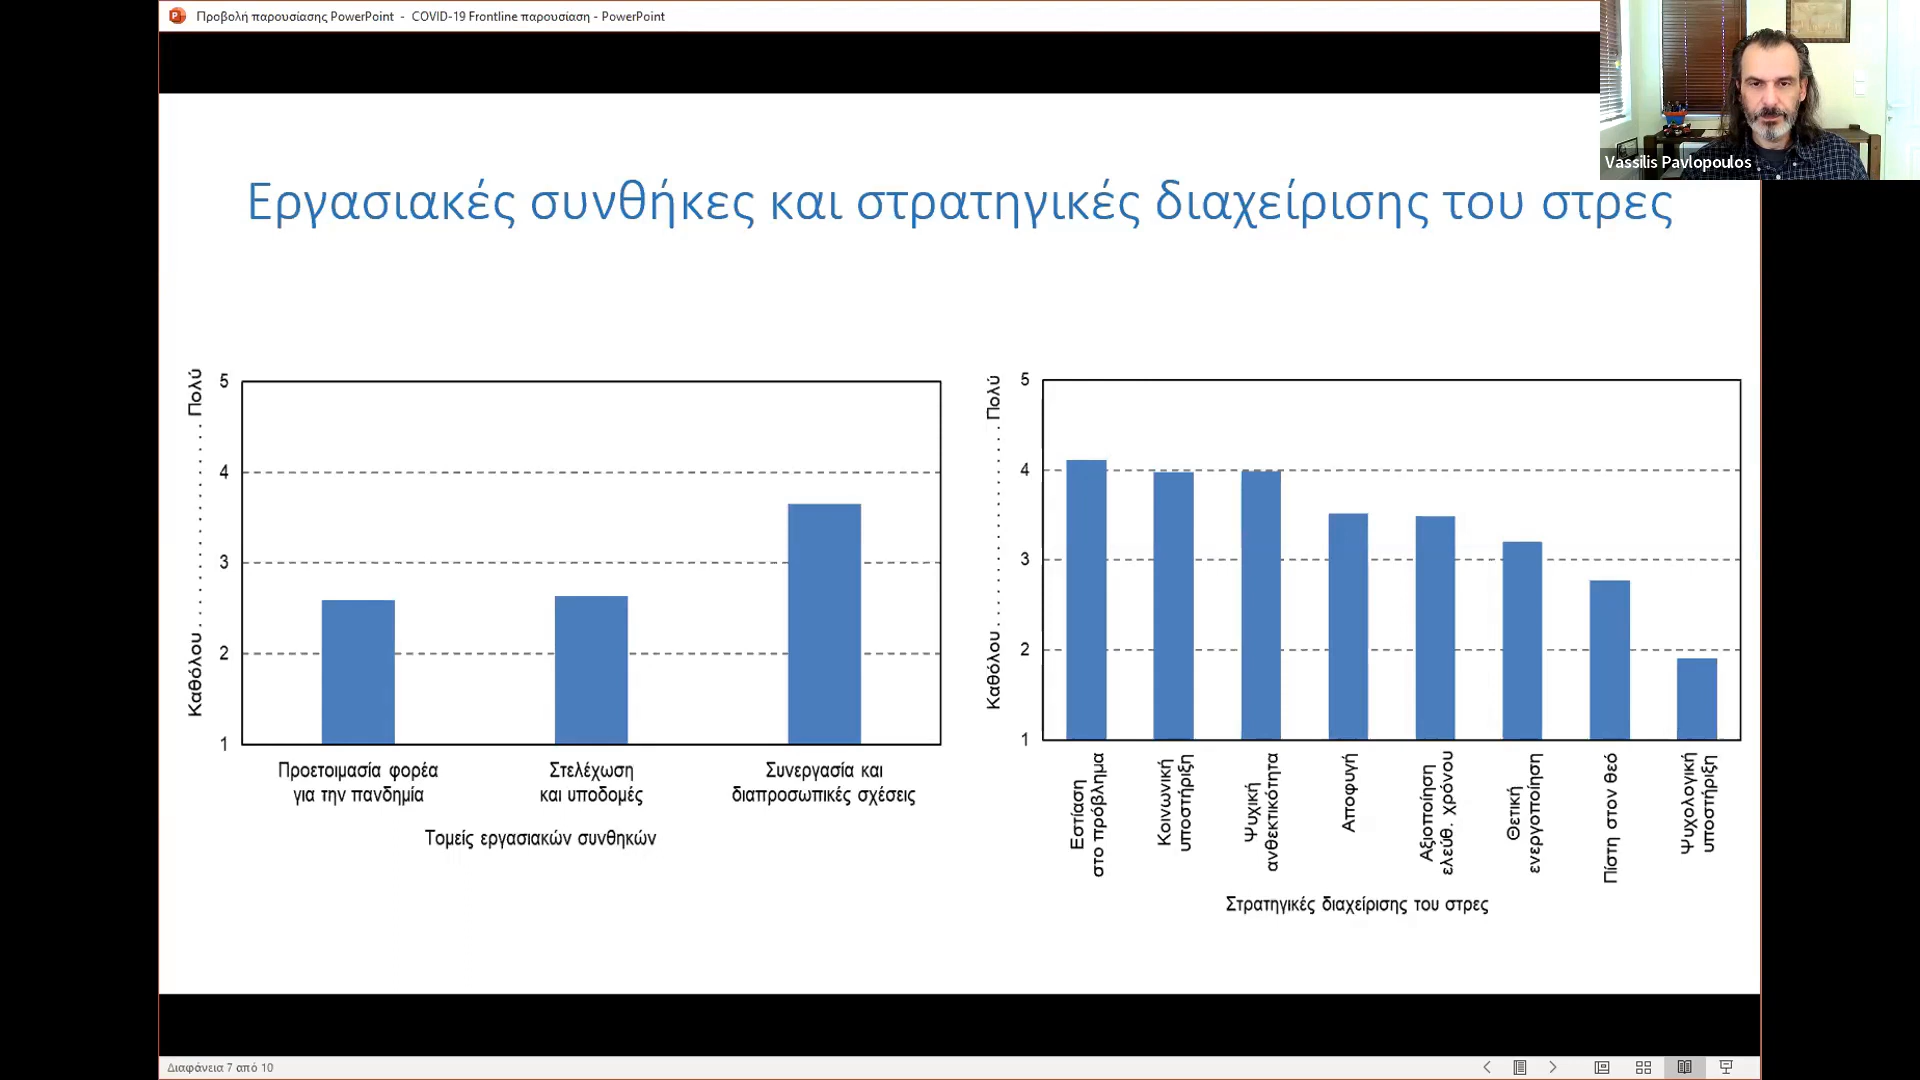 Προβολή παρουσίασης PowerPoint - COVID-19 Frontline παρουσίαση - PowerPoint
Vassilis Pavlopoulos
Εργασιακές συνθήκες και στρατηγικές διαχείρισης του στρες
Καθόλου . . . . . . . . . . . . . . . . . . . Πολύ
5
4
3
2
1
Προετοιμασία φορέα
για την πανδημία
Στελέχωση
και υποδομές
Συνεργασία και
διαπροσωπικές σχέσεις
Τομείς εργασιακών συνθηκών
Καθόλου . . . . . . . . . . . . . . . . . . . Πολύ
5
4
3
2
1
Εστίαση
στο πρόβλημα
Κοινωνική
υποστήριξη
Ψυχική
ανθεκτικότητα
Αποφυγή
Αξιοποίηση
ελεύθ. χρόνου
Θετική
ενεργοποίηση
Πίστη στον θεό
Ψυχολογική
υποστήριξη
Στρατηγικές διαχείρισης του στρες
Διαφάνεια 7 από 10